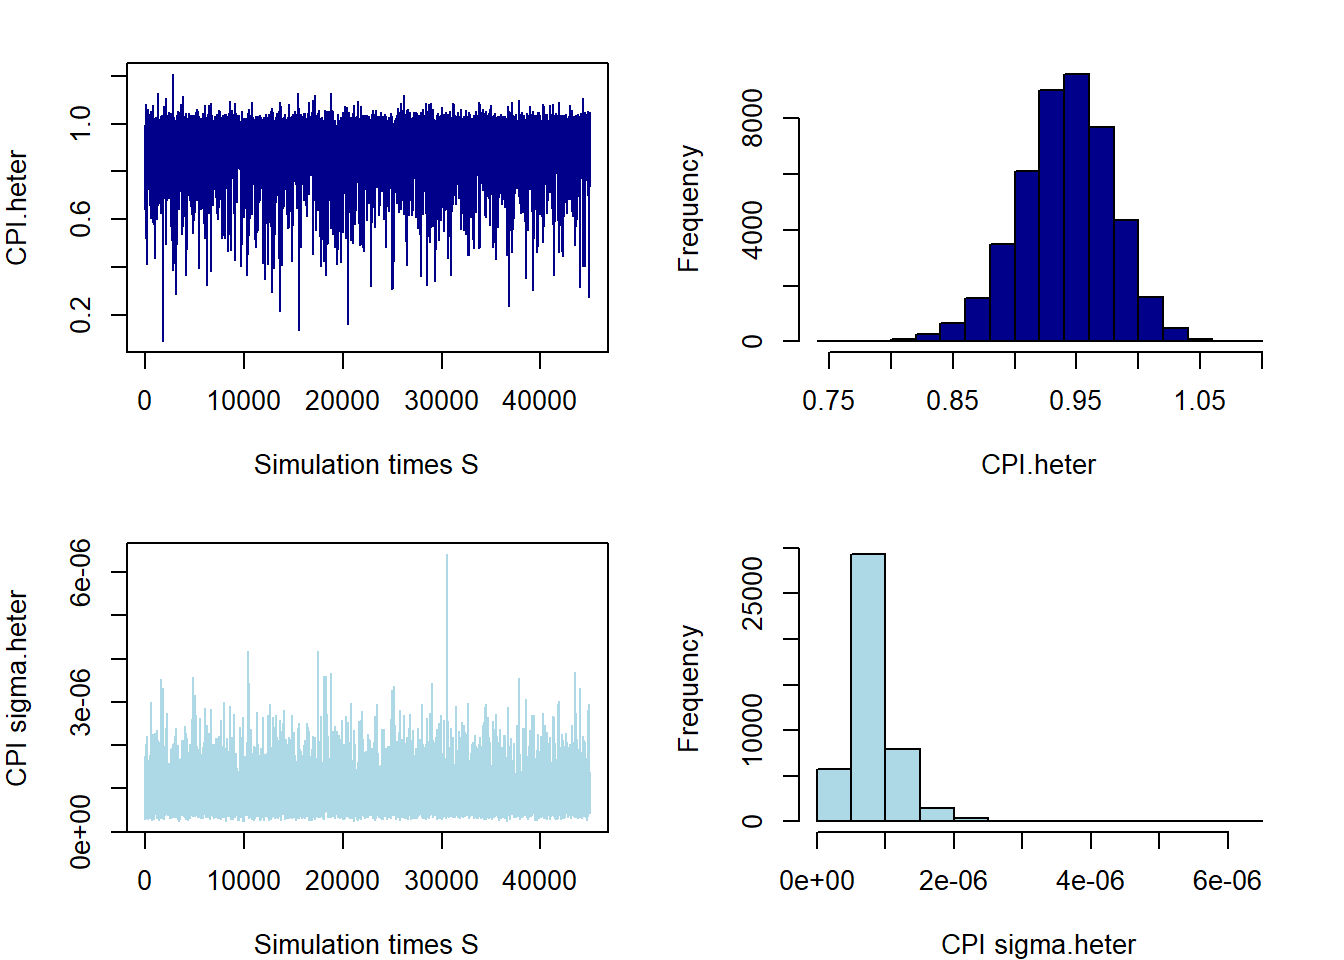 CPI.heter
0.2 0.6 1.0
0 10000 20000 30000 40000
Simulation times S
Frequency
0 4000 8000
0.75 0.85 0.95 1.05
CPI.heter
CPI sigma.heter
0e+00 3e-06 6e-06
0 10000 20000 30000 40000
Simulation times S
Frequency
0 10000 25000
0e+00 2e-06 4e-06 6e-06
CPI sigma.heter